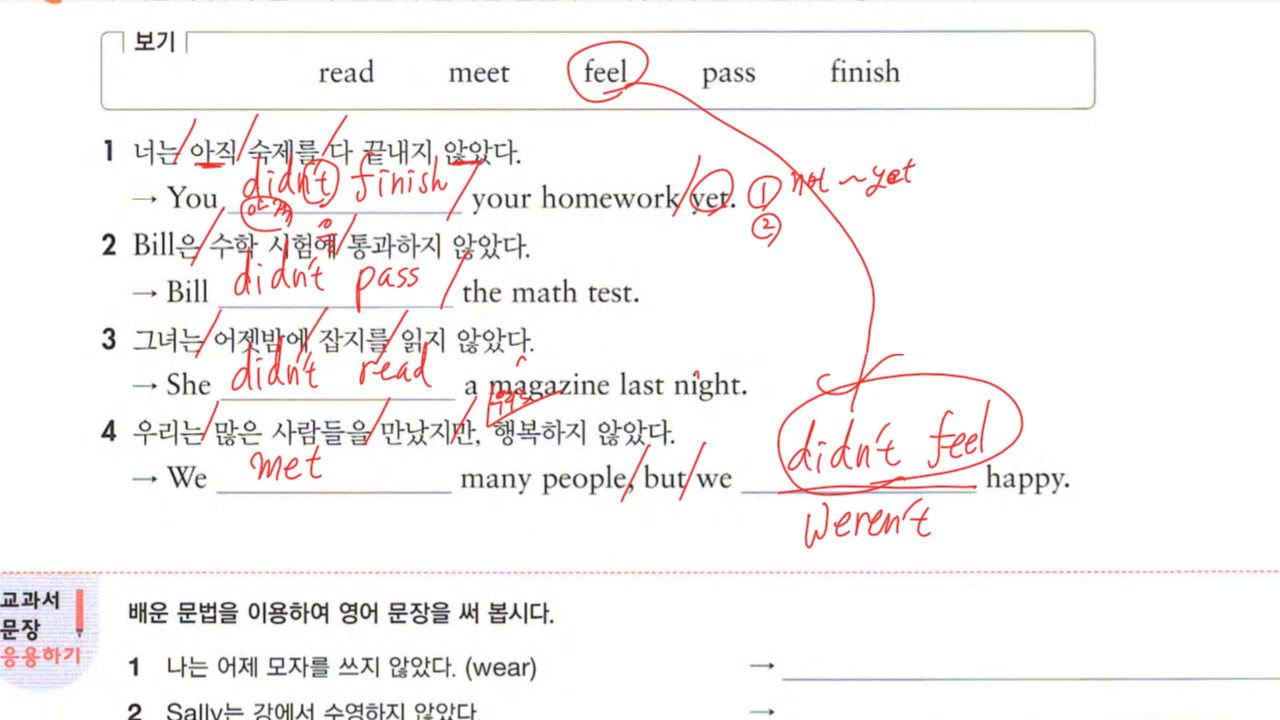 보기
read meet feel pass finish
1 너는 아직 숙제를 다 끝내지 않았다.
→ You didn't finish your homework yet. ① not ~ yet
②
2 Bill은 수학 시험에 통과하지 않았다.
→ Bill didn't pass the math test.
3 그녀는 어젯밤에 잡지를 읽지 않았다.
→ She didn't read a magazine last night.
4 우리는 많은 사람들을 만났지만, 행복하지 않았다.
→ We met many people, but we didn't feel happy.
weren't
교과서
문장
응용하기
배운 문법을 이용하여 영어 문장을 써 봅시다.
1 나는 어제 모자를 쓰지 않았다. (wear) →
2 Sally는 강에서 수영하지 않았다. →